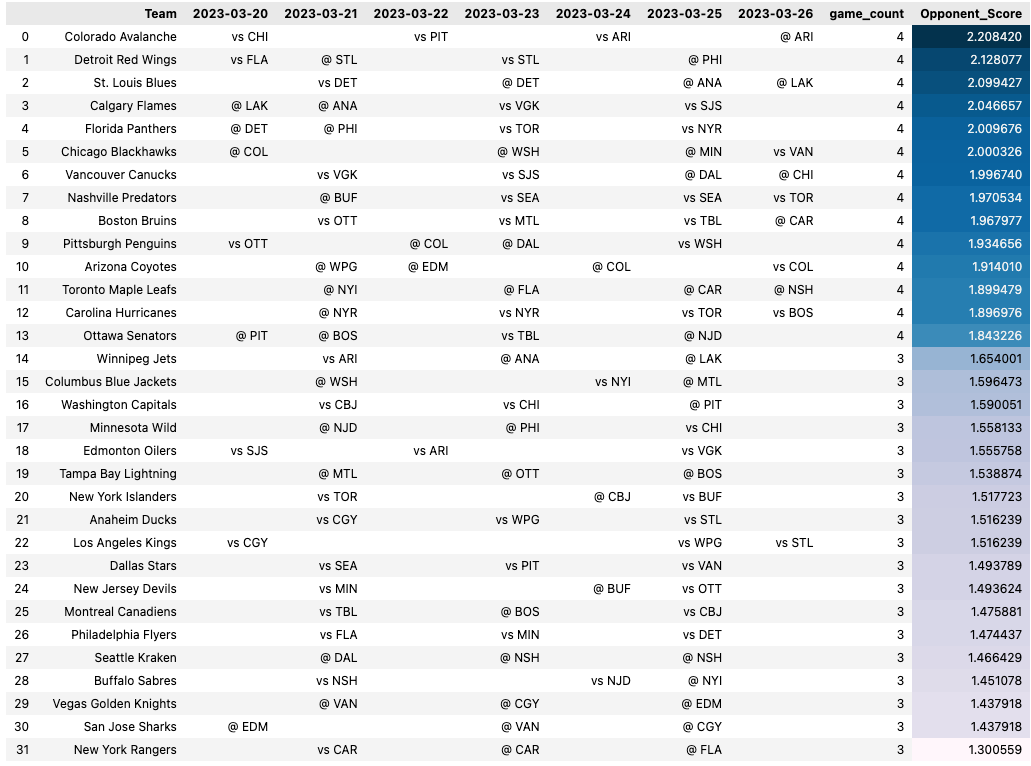 Team 2023-03-20 2023-03-21 2023-03-22 2023-03-23 2023-03-24 2023-03-25 2023-03-26 game_count Opponent_Score
0 Colorado Avalanche vs CHI vs PIT vs ARI @ ARI 4 2.208420
1 Detroit Red Wings vs FLA @ STL vs STL @ PHI 4 2.128077
2 St. Louis Blues vs DET @ DET @ ANA @ LAK 4 2.099427
3 Calgary Flames @ LAK @ ANA vs VGK vs SJS 4 2.046657
4 Florida Panthers @ DET @ PHI vs TOR vs NYR 4 2.009676
5 Chicago Blackhawks @ COL @ WSH @ MIN vs VAN 4 2.000326
6 Vancouver Canucks vs VGK vs SJS @ DAL @ CHI 4 1.996740
7 Nashville Predators @ BUF vs SEA vs SEA vs TOR 4 1.970534
8 Boston Bruins vs OTT vs MTL vs TBL @ CAR 4 1.967977
9 Pittsburgh Penguins vs OTT @ COL @ DAL vs WSH 4 1.934656
10 Arizona Coyotes @ WPG @ EDM @ COL vs COL 4 1.914010
11 Toronto Maple Leafs @ NYI @ FLA @ CAR @ NSH 4 1.899479
12 Carolina Hurricanes @ NYR vs NYR vs TOR vs BOS 4 1.896976
13 Ottawa Senators @ PIT @ BOS vs TBL @ NJD 4 1.843226
14 Winnipeg Jets vs ARI @ ANA @ LAK 3 1.654001
15 Columbus Blue Jackets @ WSH vs NYI @ MTL 3 1.596473
16 Washington Capitals vs CBJ vs CHI @ PIT 3 1.590051
17 Minnesota Wild @ NJD @ PHI vs CHI 3 1.558133
18 Edmonton Oilers vs SJS vs ARI vs VGK 3 1.555758
19 Tampa Bay Lightning @ MTL @ OTT @ BOS 3 1.538874
20 New York Islanders vs TOR @ CBJ vs BUF 3 1.517723
21 Anaheim Ducks vs CGY vs WPG vs STL 3 1.516239
22 Los Angeles Kings vs CGY vs WPG vs STL 3 1.516239
23 Dallas Stars vs SEA vs PIT vs VAN 3 1.493789
24 New Jersey Devils vs MIN @ BUF vs OTT 3 1.493624
25 Montreal Canadiens vs TBL @ BOS vs CBJ 3 1.475881
26 Philadelphia Flyers vs FLA vs MIN vs DET 3 1.474437
27 Seattle Kraken @ DAL @ NSH @ NSH 3 1.466429
28 Buffalo Sabres vs NSH vs NJD @ NYI 3 1.451078
29 Vegas Golden Knights @ VAN @ CGY @ EDM 3 1.437918
30 San Jose Sharks @ EDM @ VAN @ CGY 3 1.437918
31 New York Rangers vs CAR @ CAR @ FLA 3 1.300559